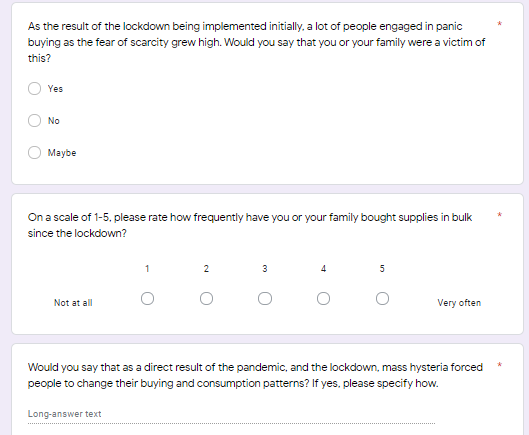 As the result of the lockdown being implemented initially, a lot of people engaged in panic *
buying as the fear of scarcity grew high. Would you say that you or your family were a victim of
this?
Yes
No
Maybe
On a scale of 1-5, please rate how frequently have you or your family bought supplies in bulk *
since the lockdown?
1 2 3 4 5
Not at all Very often
Would you say that as a direct result of the pandemic, and the lockdown, mass hysteria forced *
people to change their buying and consumption patterns? If yes, please specify how.
Long-answer text